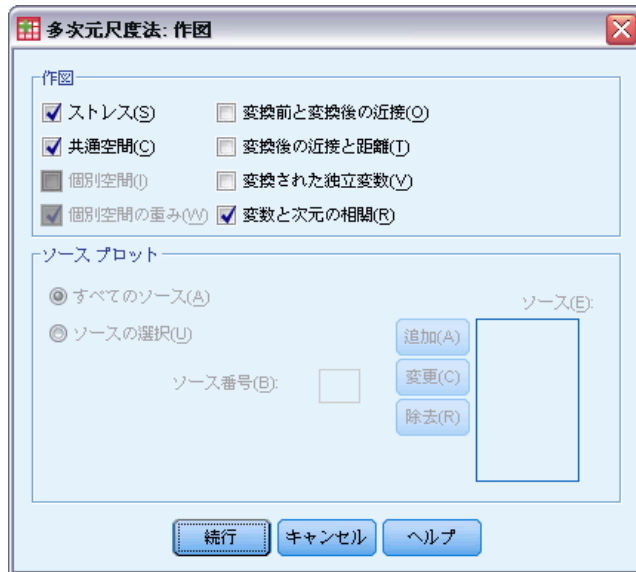 多次元尺度法: 作図
作図
ストレス(S)
変換前と変換後の近接(O)
共通空間(C)
変換後の近接と距離(T)
個別空間(I)
変換された独立変数(V)
個別空間の重み(W)
変数と次元の相関(R)
ソース プロット
すべてのソース(A)
ソース(E):
ソースの選択(U)
追加(A)
ソース番号(B):
変更(C)
除去(R)
続行
キャンセル
ヘルプ